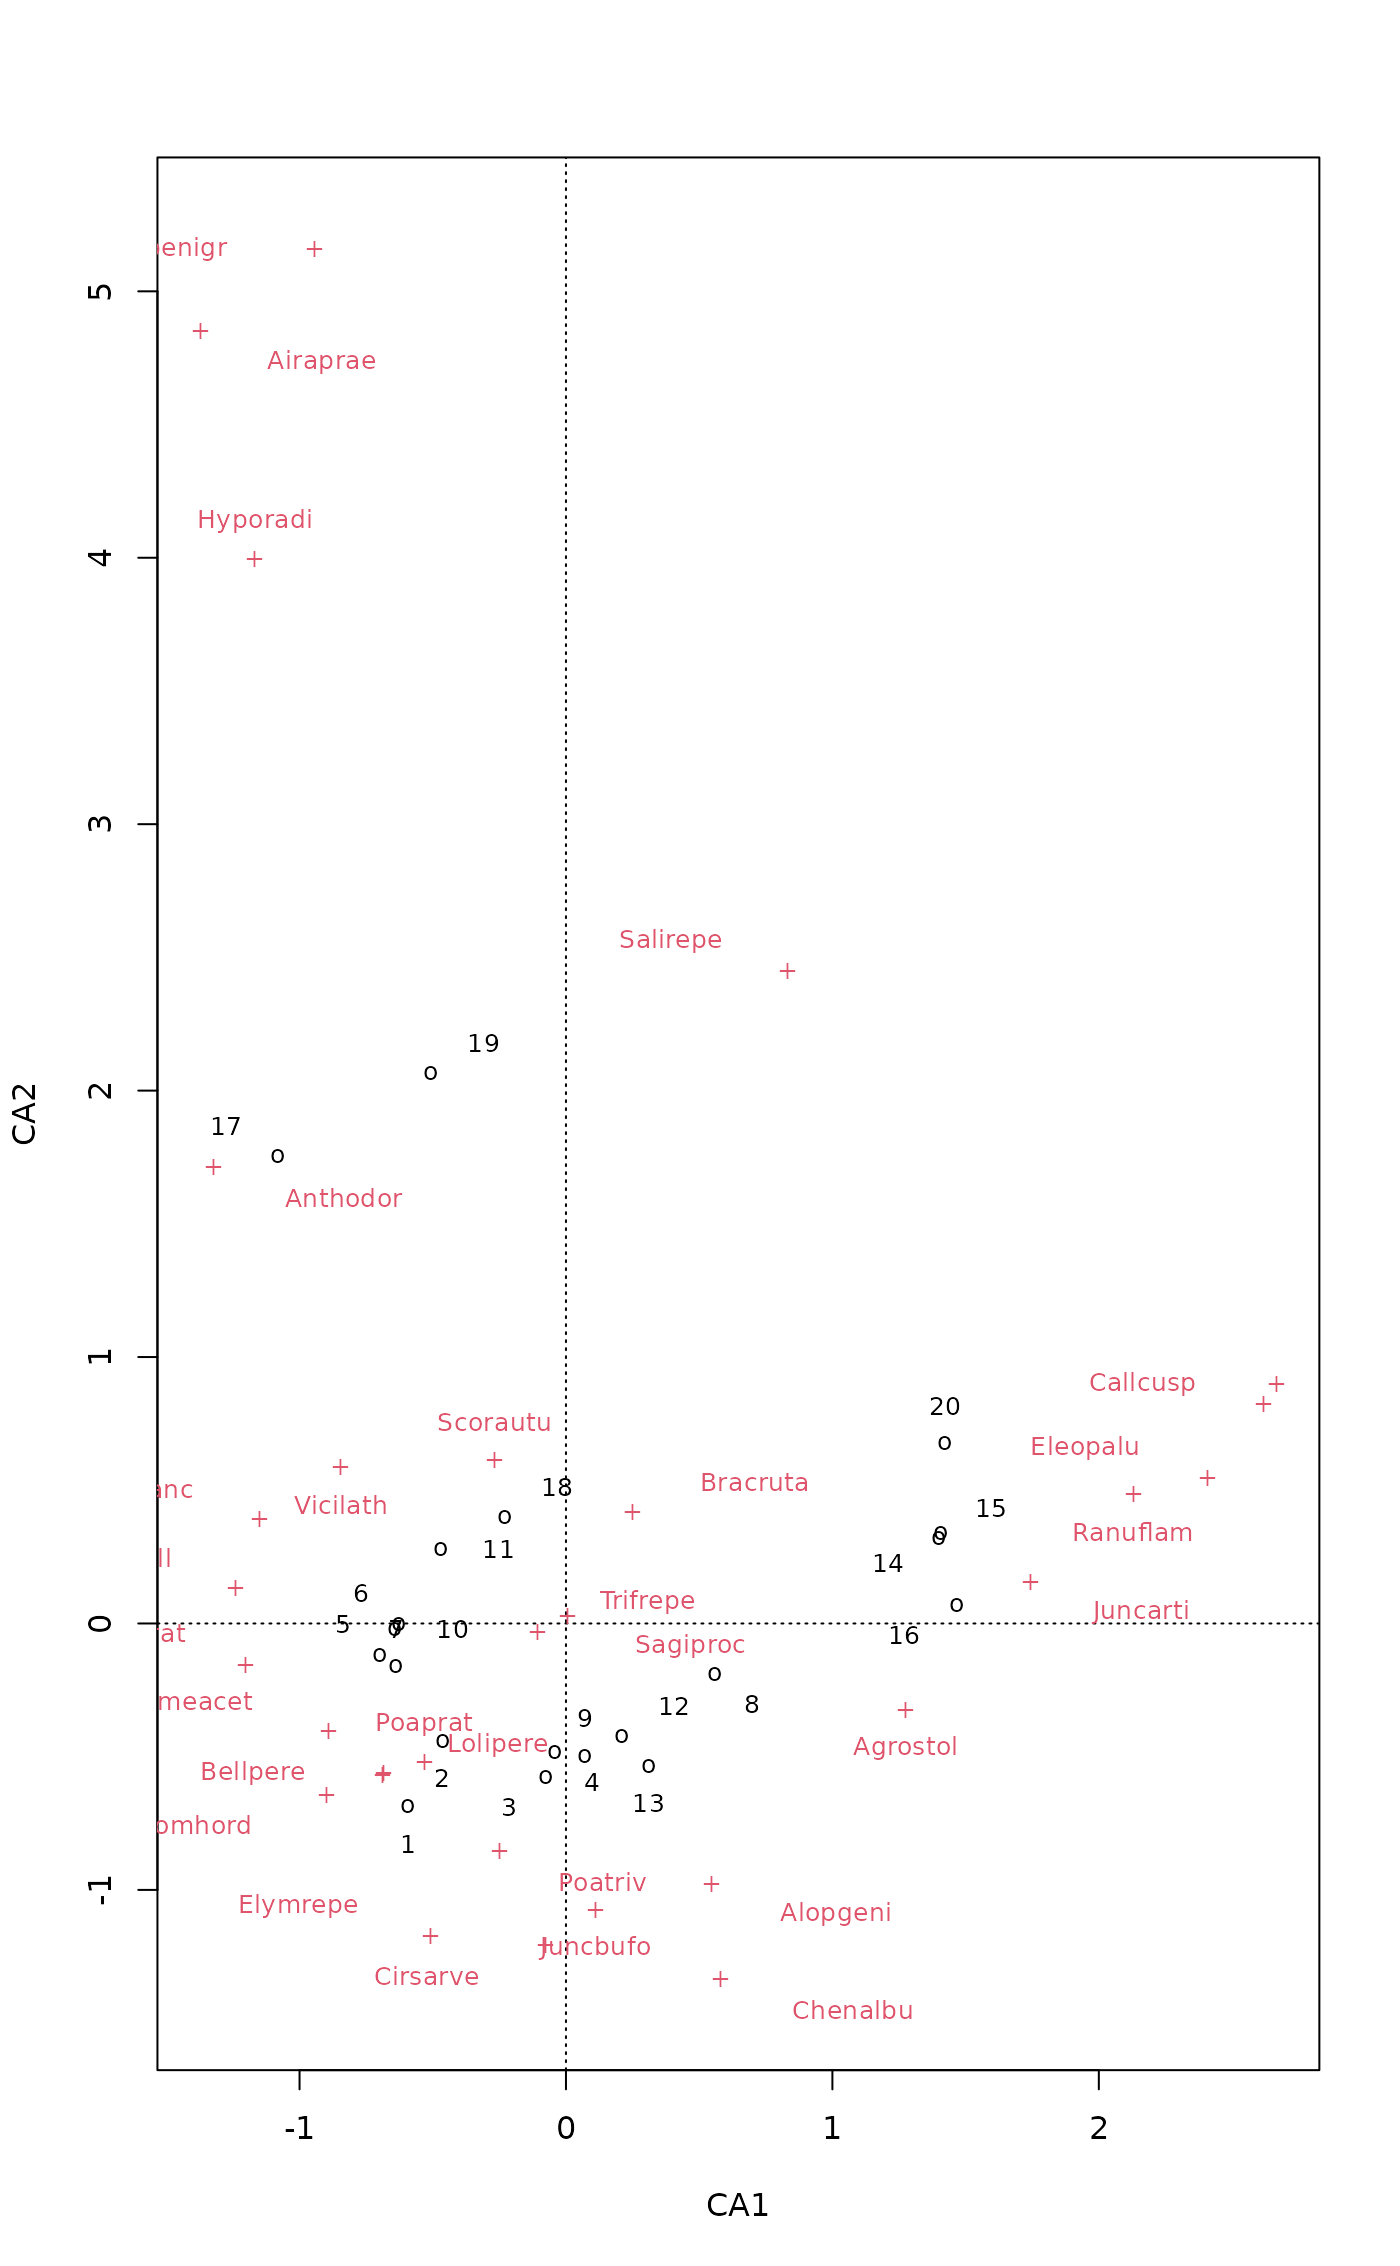 enigr
5
Airaprae
Hyporadi
4
3
Salirepe
19
2
17
CA2
Anthodor
1
Callcusp
20
Scorautu
Eleopalu
Bracruta
18
anc
Vicilath
15
Ranuflam
11
ll
14
6
Trifrepe
Juncarti
0
5
7
10
at
16
Sagiproc
meacet
12
8
9
Poaprat
Lolipere
Agrostol
Bellpere
2
4
13
3
omhord
1
Poatriv
-1
Elymrepe
Alopgeni
Juncbufo
Cirsarve
Chenalbu
-1
0
1
2
CA1